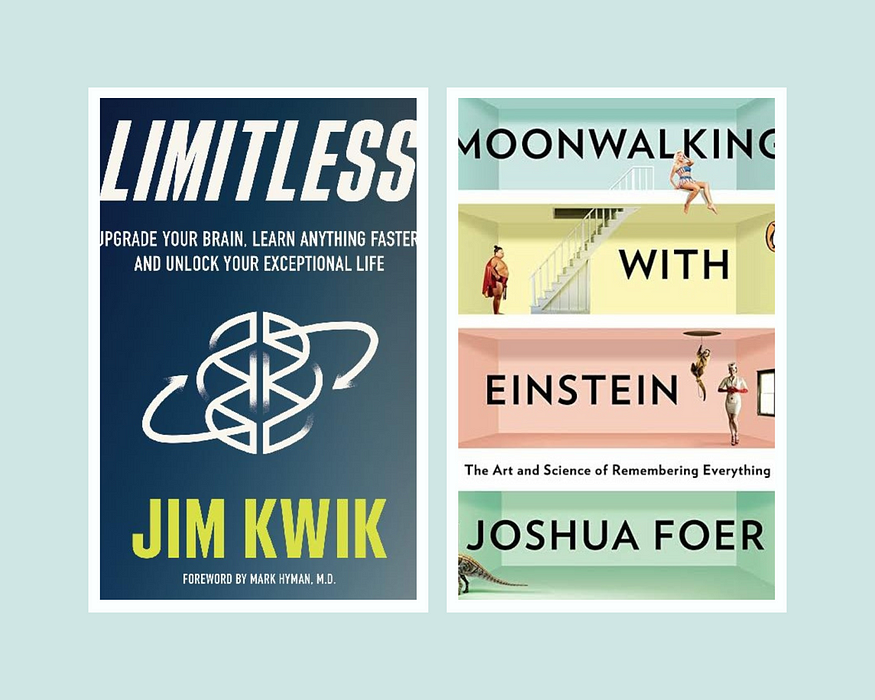 LIMITLESS
UPGRADE YOUR BRAIN, LEARN ANYTHING FASTER
AND UNLOCK YOUR EXCEPTIONAL LIFE
JIM KWIK
FOREWORD BY MARK HYMAN, M.D.
MOONWALKING
WITH
EINSTEIN
The Art and Science of Remembering Everything
JOSHUA FOER